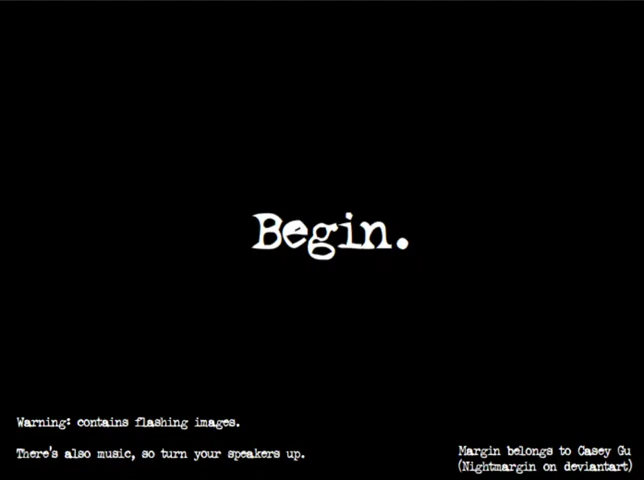 Begin.
Warning: contains flashing images.
There's also music, so turn your speakers up.
Margin belongs to Casey Gu
(Nightmargin on deviantart)